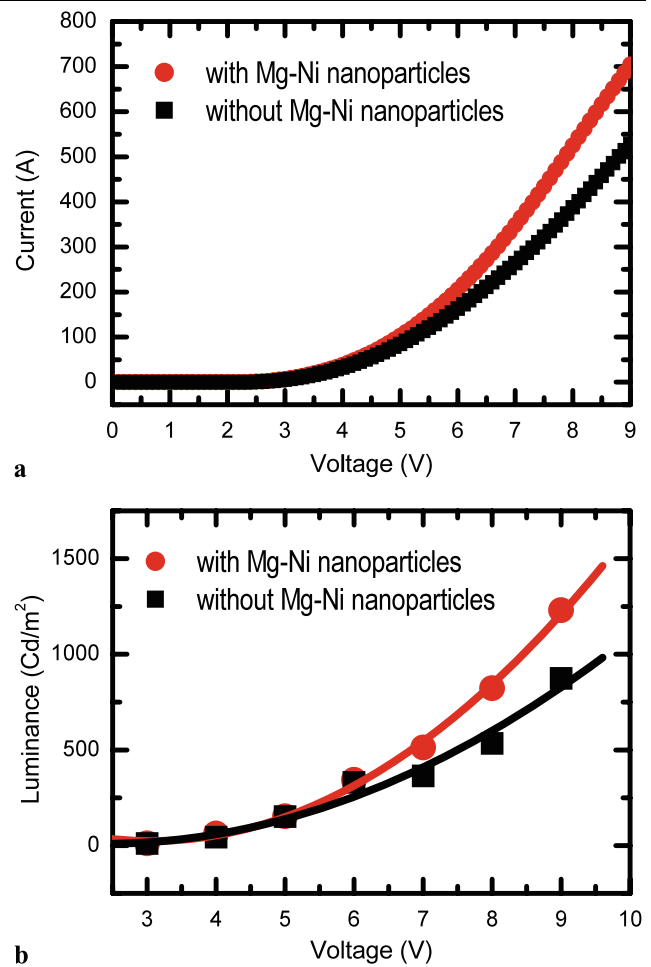 800
700
600
500
400
300
200
100
0
with Mg-Ni nanoparticles
without Mg-Ni nanoparticles
Current (A)
0 1 2 3 4 5 6 7 8 9
Voltage (V)
a
1500
1000
500
0
with Mg-Ni nanoparticles
without Mg-Ni nanoparticles
Luminance (Cd/m²)
3 4 5 6 7 8 9 10
Voltage (V)
b